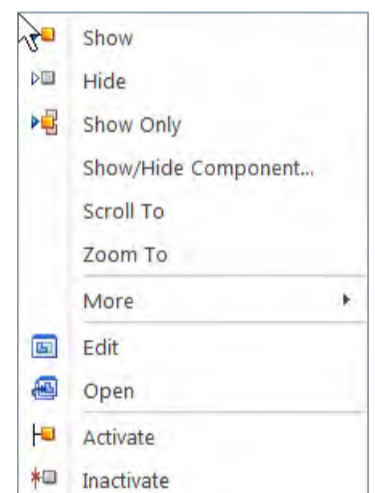 Show
Hide
Show Only
Show/Hide Component...
Scroll To
Zoom To
More
Edit
Open
Activate
Inactivate